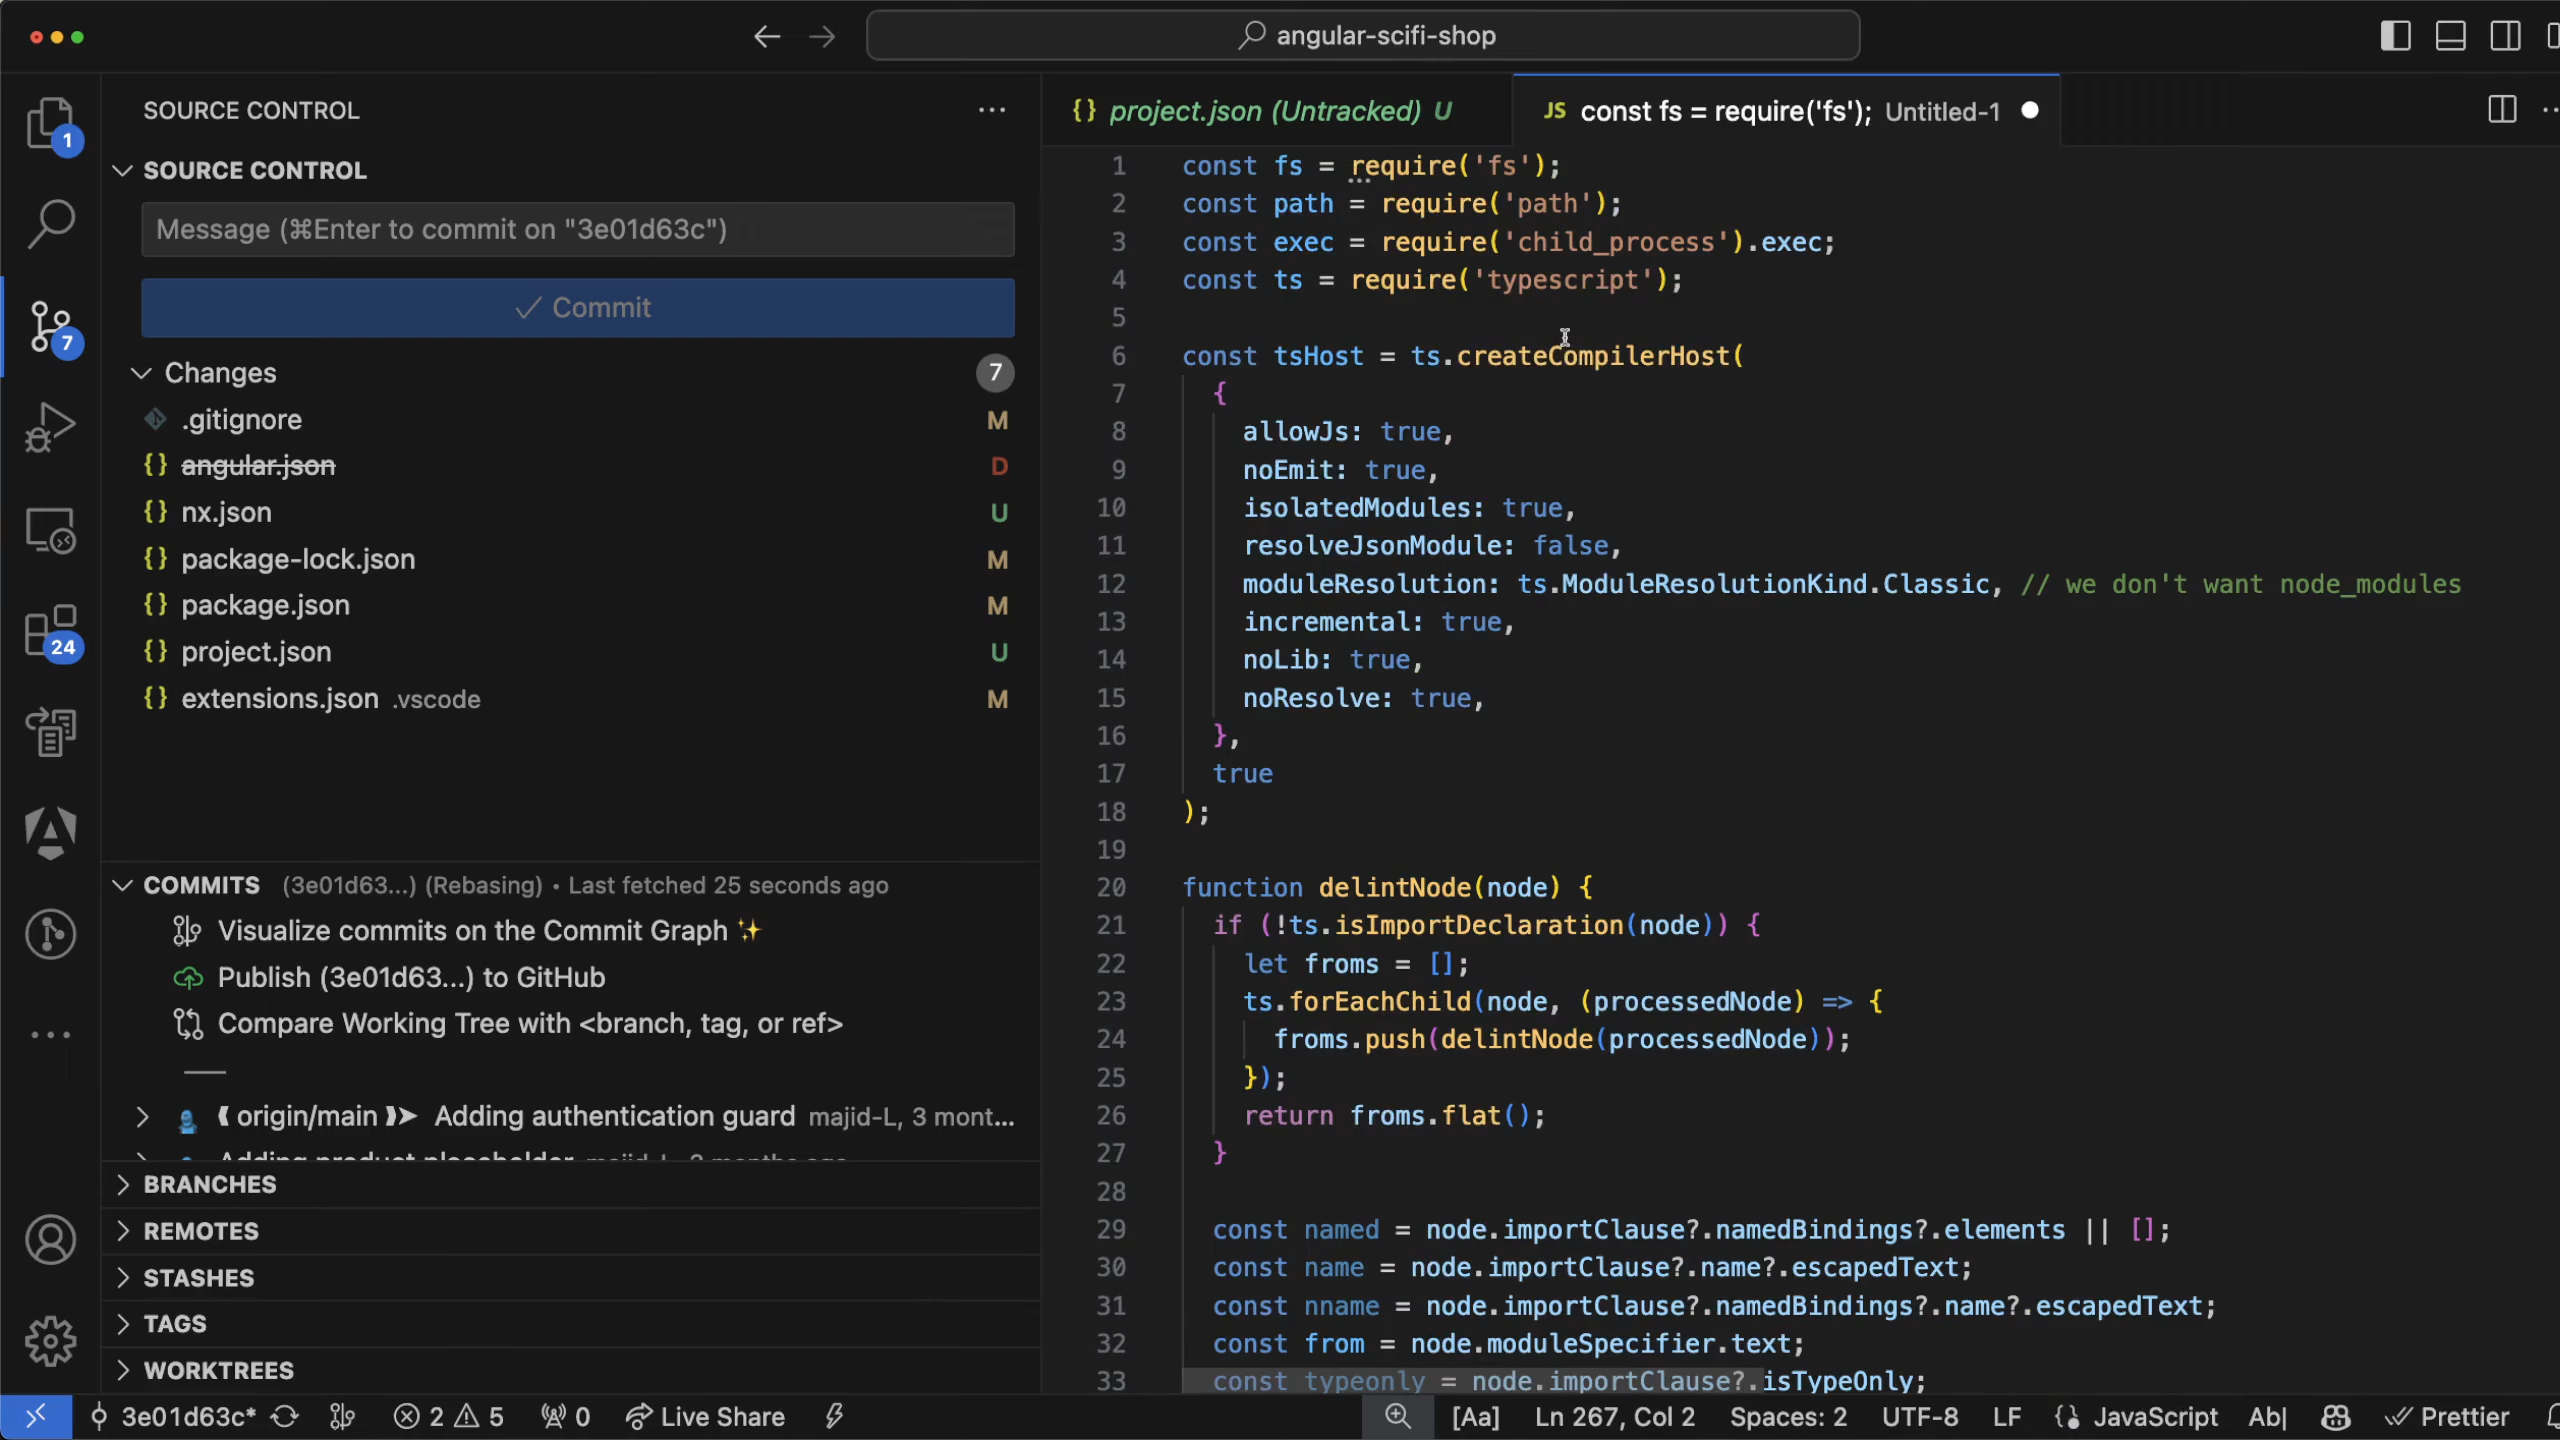 angular-scifi-shop
SOURCE CONTROL
SOURCE CONTROL
Message (⌘Enter to commit on "3e01d63c")
Commit
Changes 7
.gitignore M
angular.json D
nx.json U
package-lock.json M
package.json M
project.json U
extensions.json .vscode M
COMMITS (3e01d63...) (Rebasing) • Last fetched 25 seconds ago
Visualize commits on the Commit Graph ✨
Publish (3e01d63...) to GitHub
Compare Working Tree with <branch, tag, or ref>
origin/main Adding authentication guard majid-L, 3 mont...
Adding product placeholder
BRANCHES
REMOTES
STASHES
TAGS
WORKTREES
1
7
24
{} project.json (Untracked) U
JS const fs = require('fs'); Untitled-1
1 const fs = require('fs');
2 const path = require('path');
3 const exec = require('child_process').exec;
4 const ts = require('typescript');
5
6 const tsHost = ts.createCompilerHost(
7 {
8 allowJs: true,
9 noEmit: true,
10 isolatedModules: true,
11 resolveJsonModule: false,
12 moduleResolution: ts.ModuleResolutionKind.Classic, // we don't want node_modules
13 incremental: true,
14 noLib: true,
15 noResolve: true,
16 },
17 true
18 );
19
20 function delintNode(node) {
21 if (!ts.isImportDeclaration(node)) {
22 let froms = [];
23 ts.forEachChild(node, (processedNode) => {
24 froms.push(delintNode(processedNode));
25 });
26 return froms.flat();
27 }
28
29 const named = node.importClause?.namedBindings?.elements || [];
30 const name = node.importClause?.name?.escapedText;
31 const nname = node.importClause?.namedBindings?.name?.escapedText;
32 const from = node.moduleSpecifier.text;
33 const typeonly = node.importClause?.isTypeOnly;
3e01d63c* 2 5 0 Live Share [Aa] Ln 267, Col 2 Spaces: 2 UTF-8 LF JavaScript Ab| Prettier